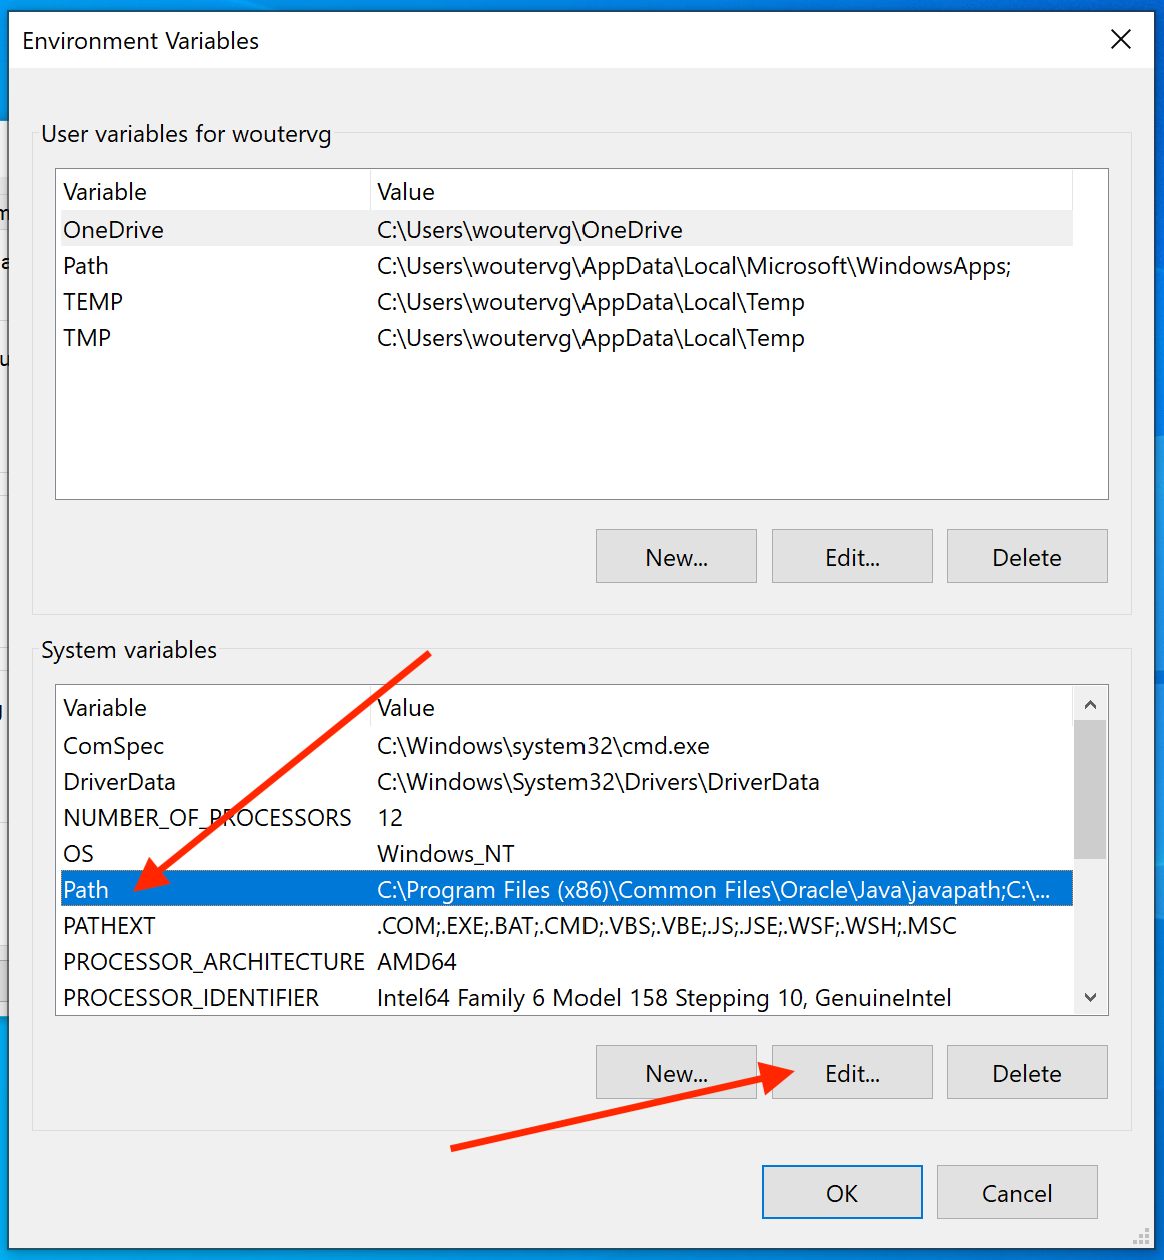 Environment Variables
User variables for woutervg
Variable Value
OneDrive C:\Users\woutervg\OneDrive
Path C:\Users\woutervg\AppData\Local\Microsoft\WindowsApps;
TEMP C:\Users\woutervg\AppData\Local\Temp
TMP C:\Users\woutervg\AppData\Local\Temp
New... Edit... Delete
System variables
Variable Value
ComSpec C:\Windows\system32\cmd.exe
DriverData C:\Windows\System32\Drivers\DriverData
NUMBER_OF_PROCESSORS 12
OS Windows_NT
Path C:\Program Files (x86)\Common Files\Oracle\Java\javapath;C:\...
PATHEXT .COM;.EXE;.BAT;.CMD;.VBS;.VBE;.JS;.JSE;.WSF;.WSH;.MSC
PROCESSOR_ARCHITECTURE AMD64
PROCESSOR_IDENTIFIER Intel64 Family 6 Model 158 Stepping 10, GenuineIntel
New... Edit... Delete
OK Cancel